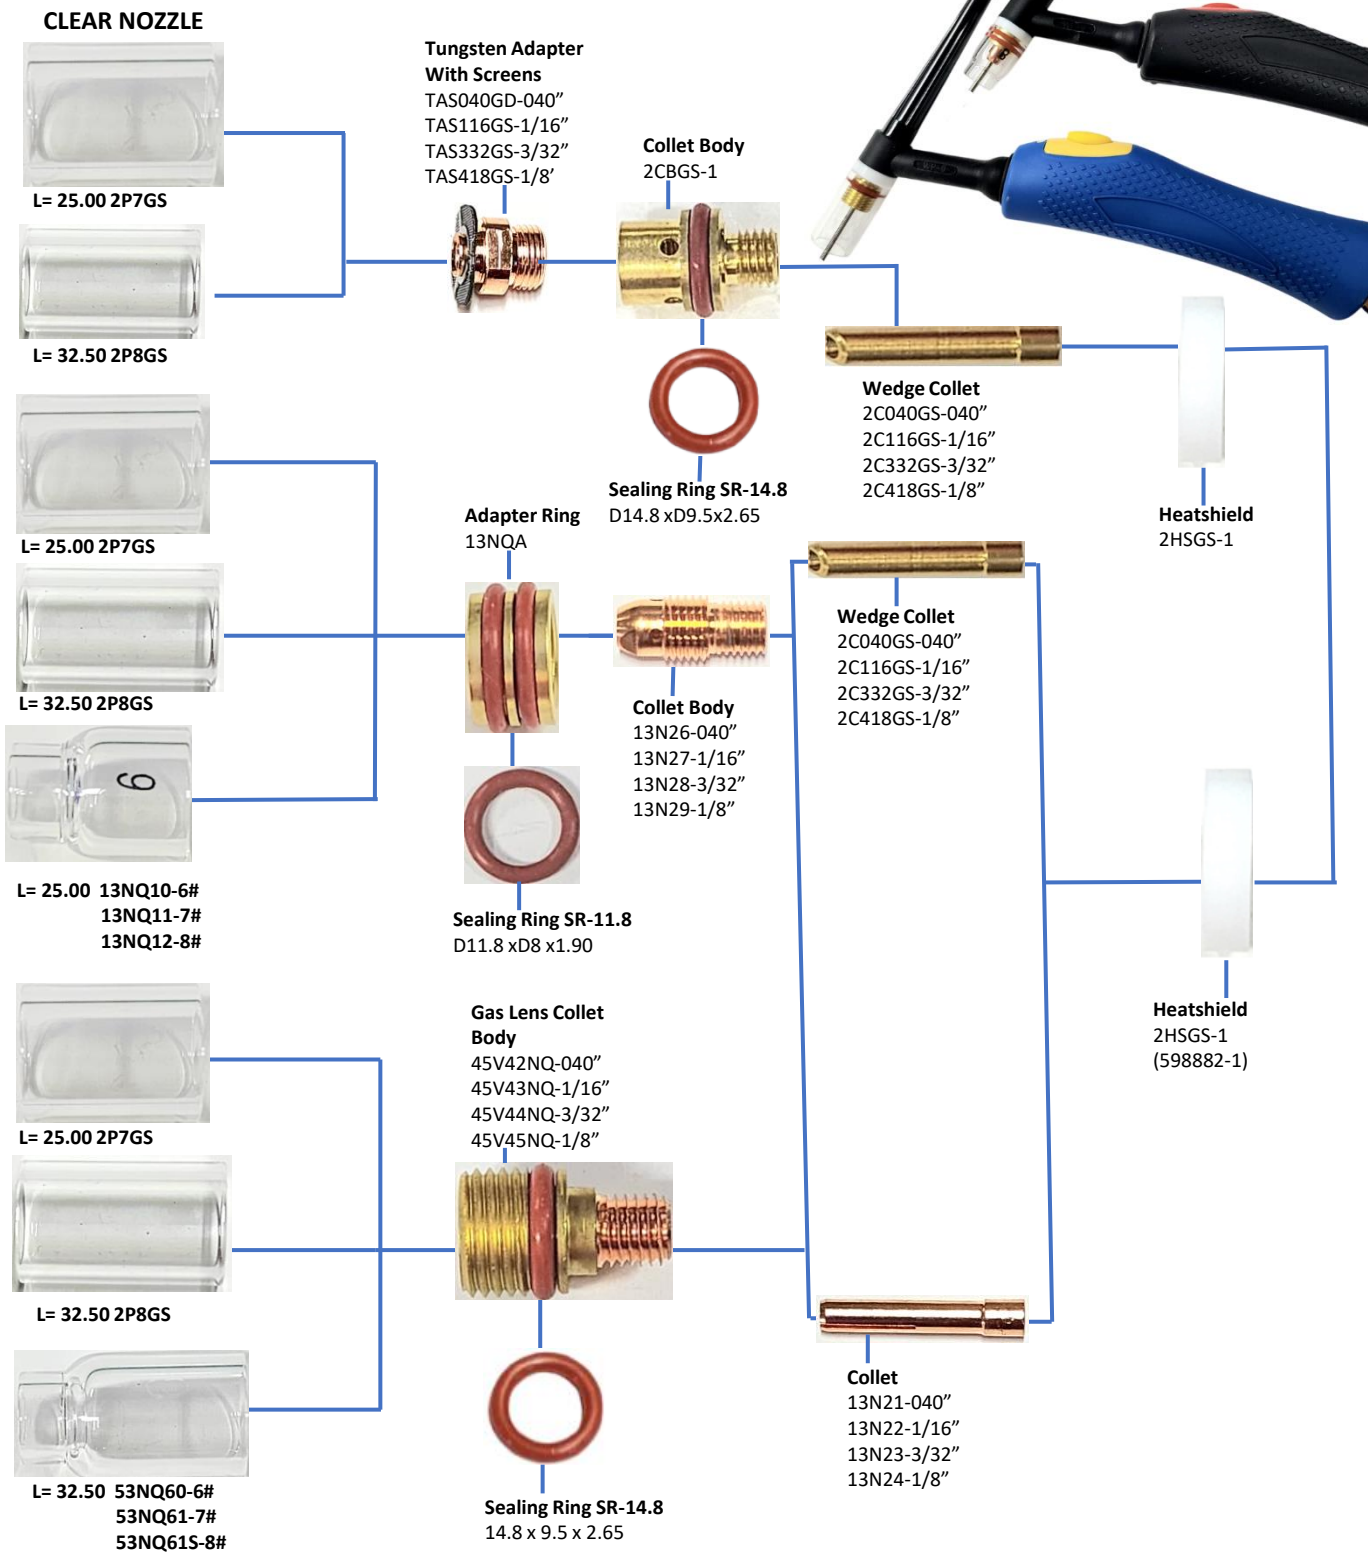 CLEAR NOZZLE
L= 25.00 2P7GS
L= 32.50 2P8GS
Tungsten Adapter
With Screens
TAS040GD-040”
TAS116GS-1/16”
TAS332GS-3/32”
TAS418GS-1/8’
Collet Body
2CBGS-1
Sealing Ring SR-14.8
D14.8 xD9.5x2.65
Wedge Collet
2C040GS-040”
2C116GS-1/16”
2C332GS-3/32”
2C418GS-1/8”
Heatshield
2HSGS-1
L= 25.00 2P7GS
L= 32.50 2P8GS
6
L= 25.00 13NQ10-6#
13NQ11-7#
13NQ12-8#
Adapter Ring
13NQA
Sealing Ring SR-11.8
D11.8 xD8 x1.90
Collet Body
13N26-040”
13N27-1/16”
13N28-3/32”
13N29-1/8”
Wedge Collet
2C040GS-040”
2C116GS-1/16”
2C332GS-3/32”
2C418GS-1/8”
Heatshield
2HSGS-1
(598882-1)
L= 25.00 2P7GS
L= 32.50 2P8GS
L= 32.50 53NQ60-6#
53NQ61-7#
53NQ61S-8#
Gas Lens Collet
Body
45V42NQ-040”
45V43NQ-1/16”
45V44NQ-3/32”
45V45NQ-1/8”
Sealing Ring SR-14.8
14.8 x 9.5 x 2.65
Collet
13N21-040”
13N22-1/16”
13N23-3/32”
13N24-1/8”